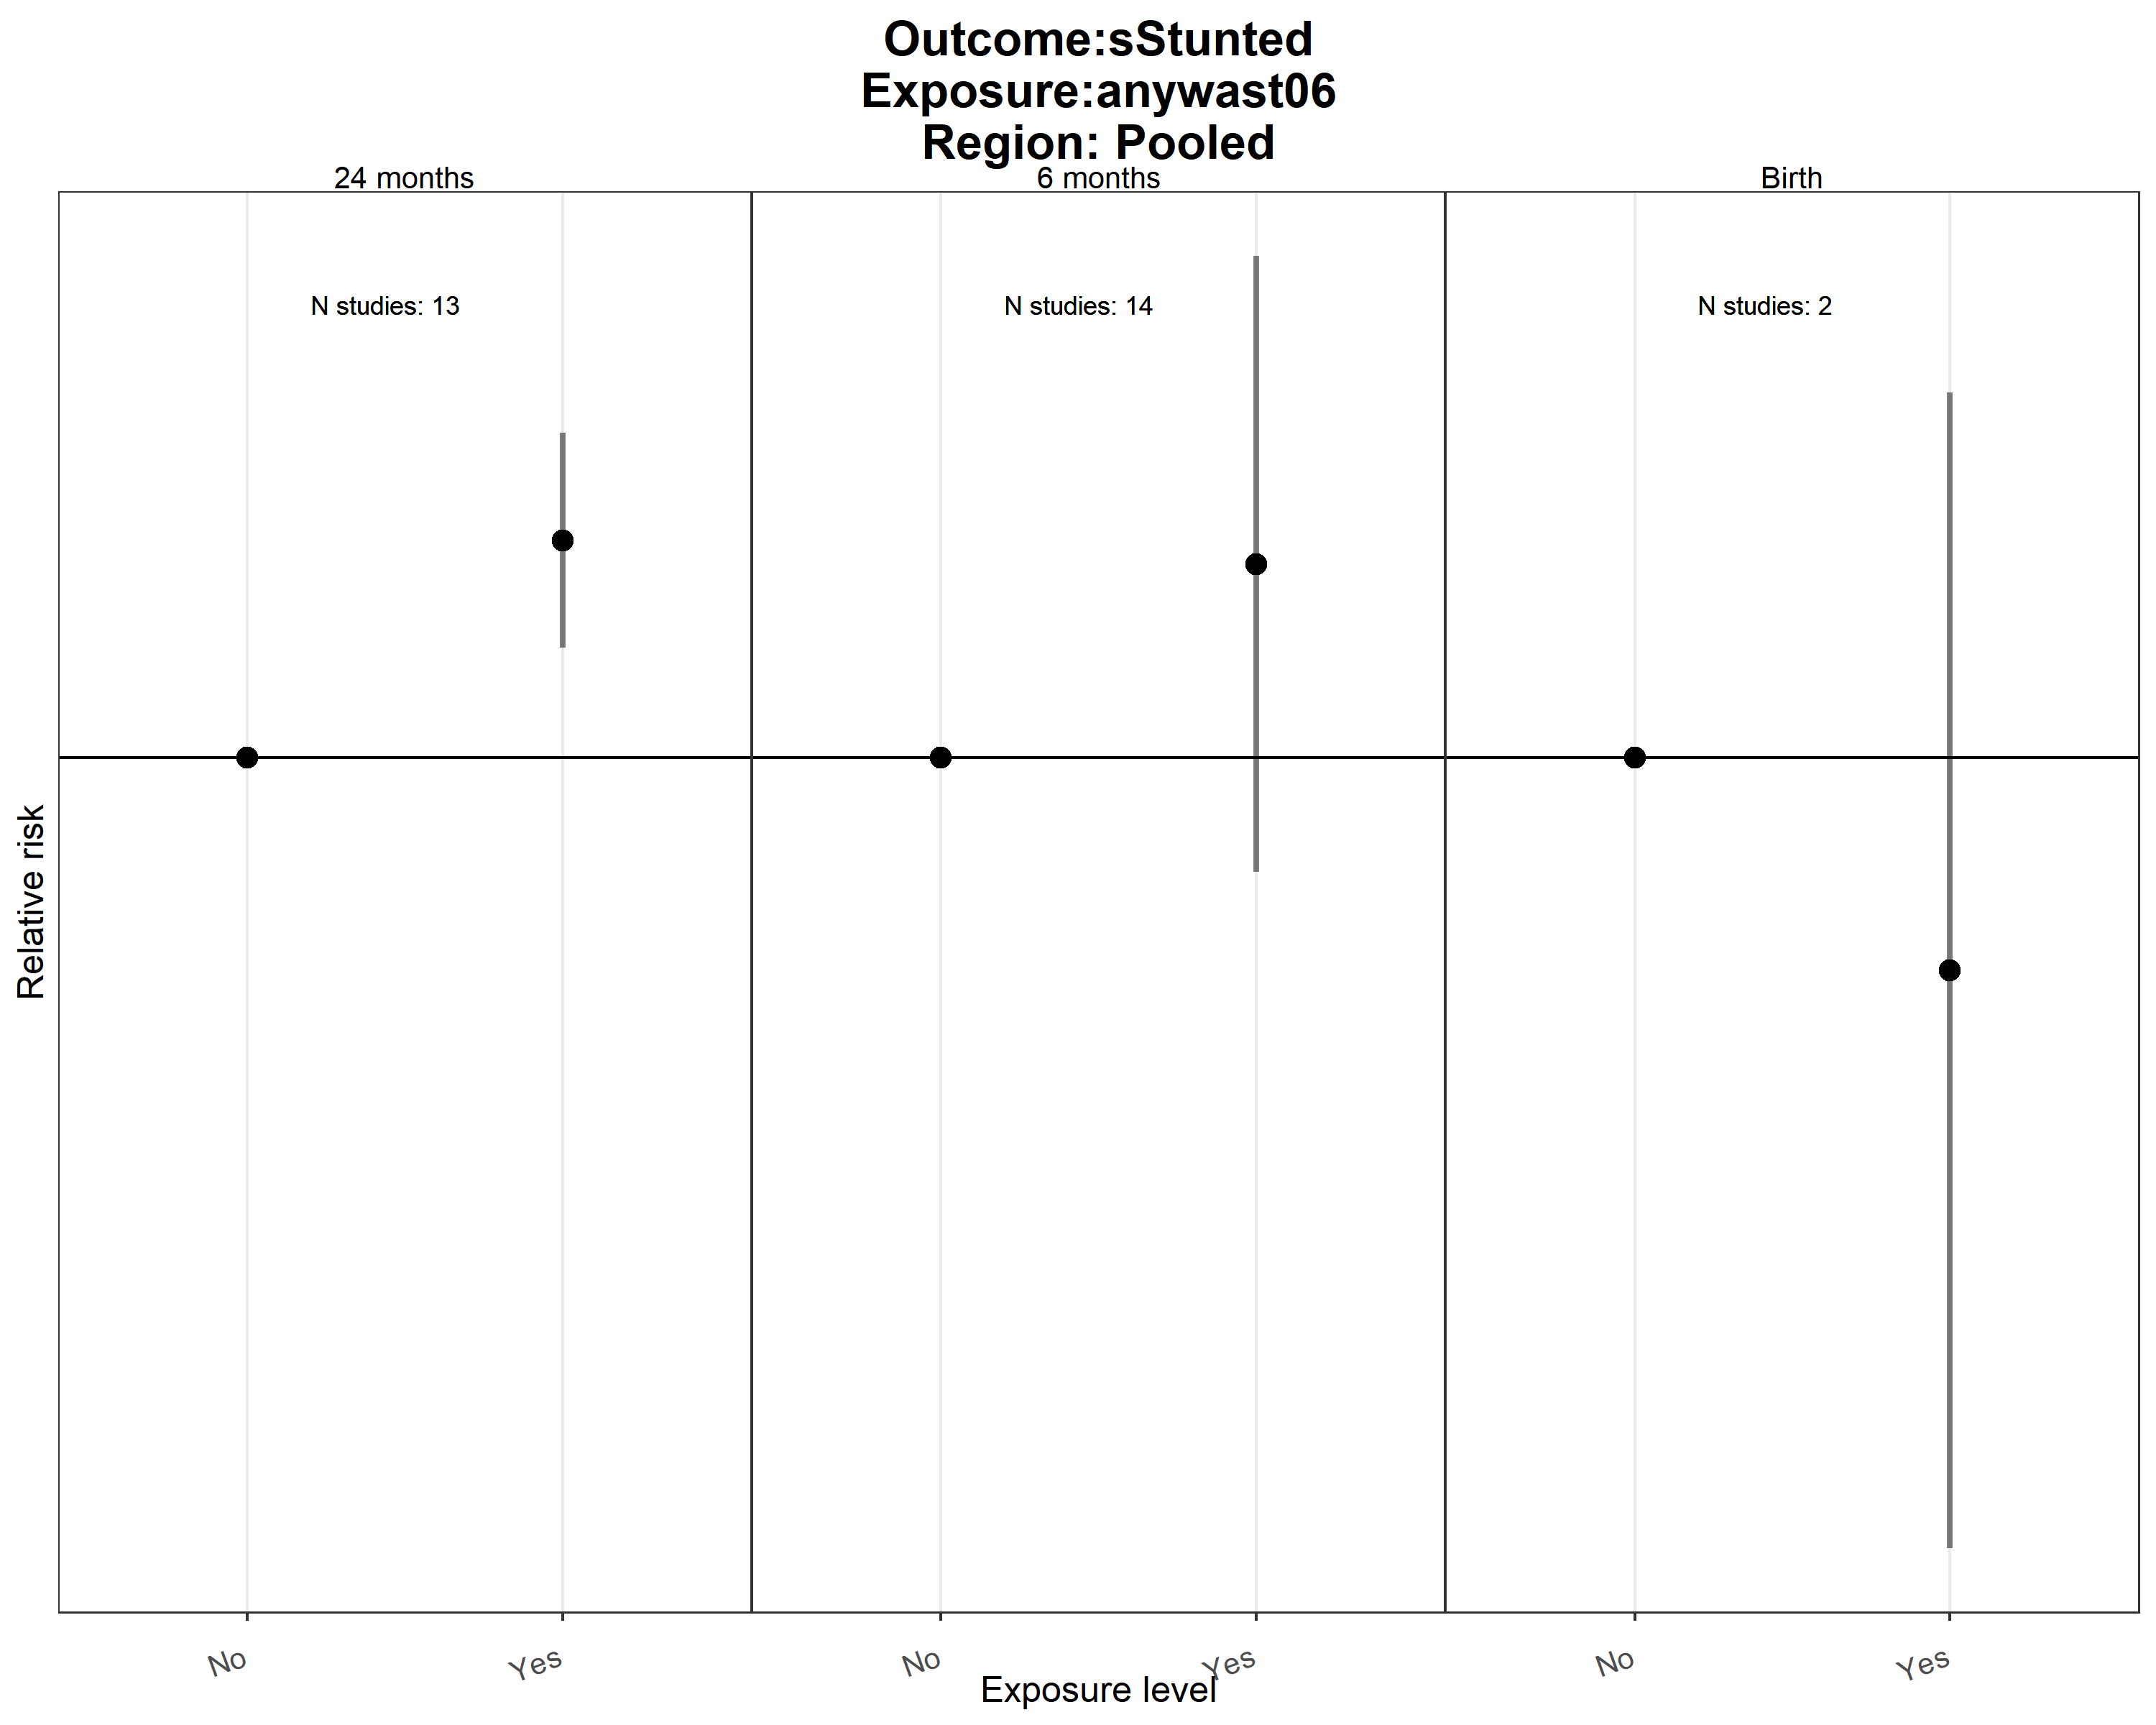 Outcome:sStunted
Exposure:anywast06
Region: Pooled
24 months
6 months
Birth
N studies: 13
N studies: 14
N studies: 2
Relative risk
No
Yes
No
Yes
No
Yes
Exposure level